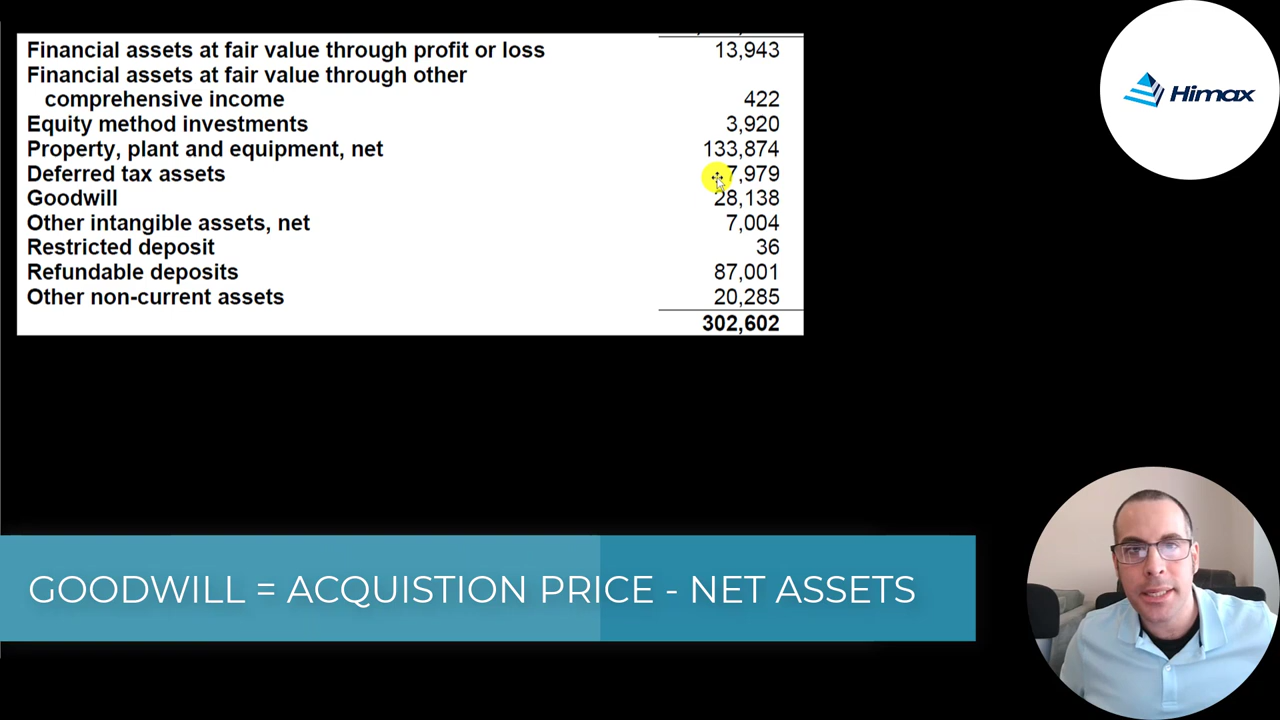 Financial assets at fair value through profit or loss 13,943
Financial assets at fair value through other
comprehensive income 422
Equity method investments 3,920
Property, plant and equipment, net 133,874
Deferred tax assets 7,979
Goodwill 28,138
Other intangible assets, net 7,004
Restricted deposit 36
Refundable deposits 87,001
Other non-current assets 20,285
302,602
Himax
GOODWILL = ACQUISTION PRICE - NET ASSETS